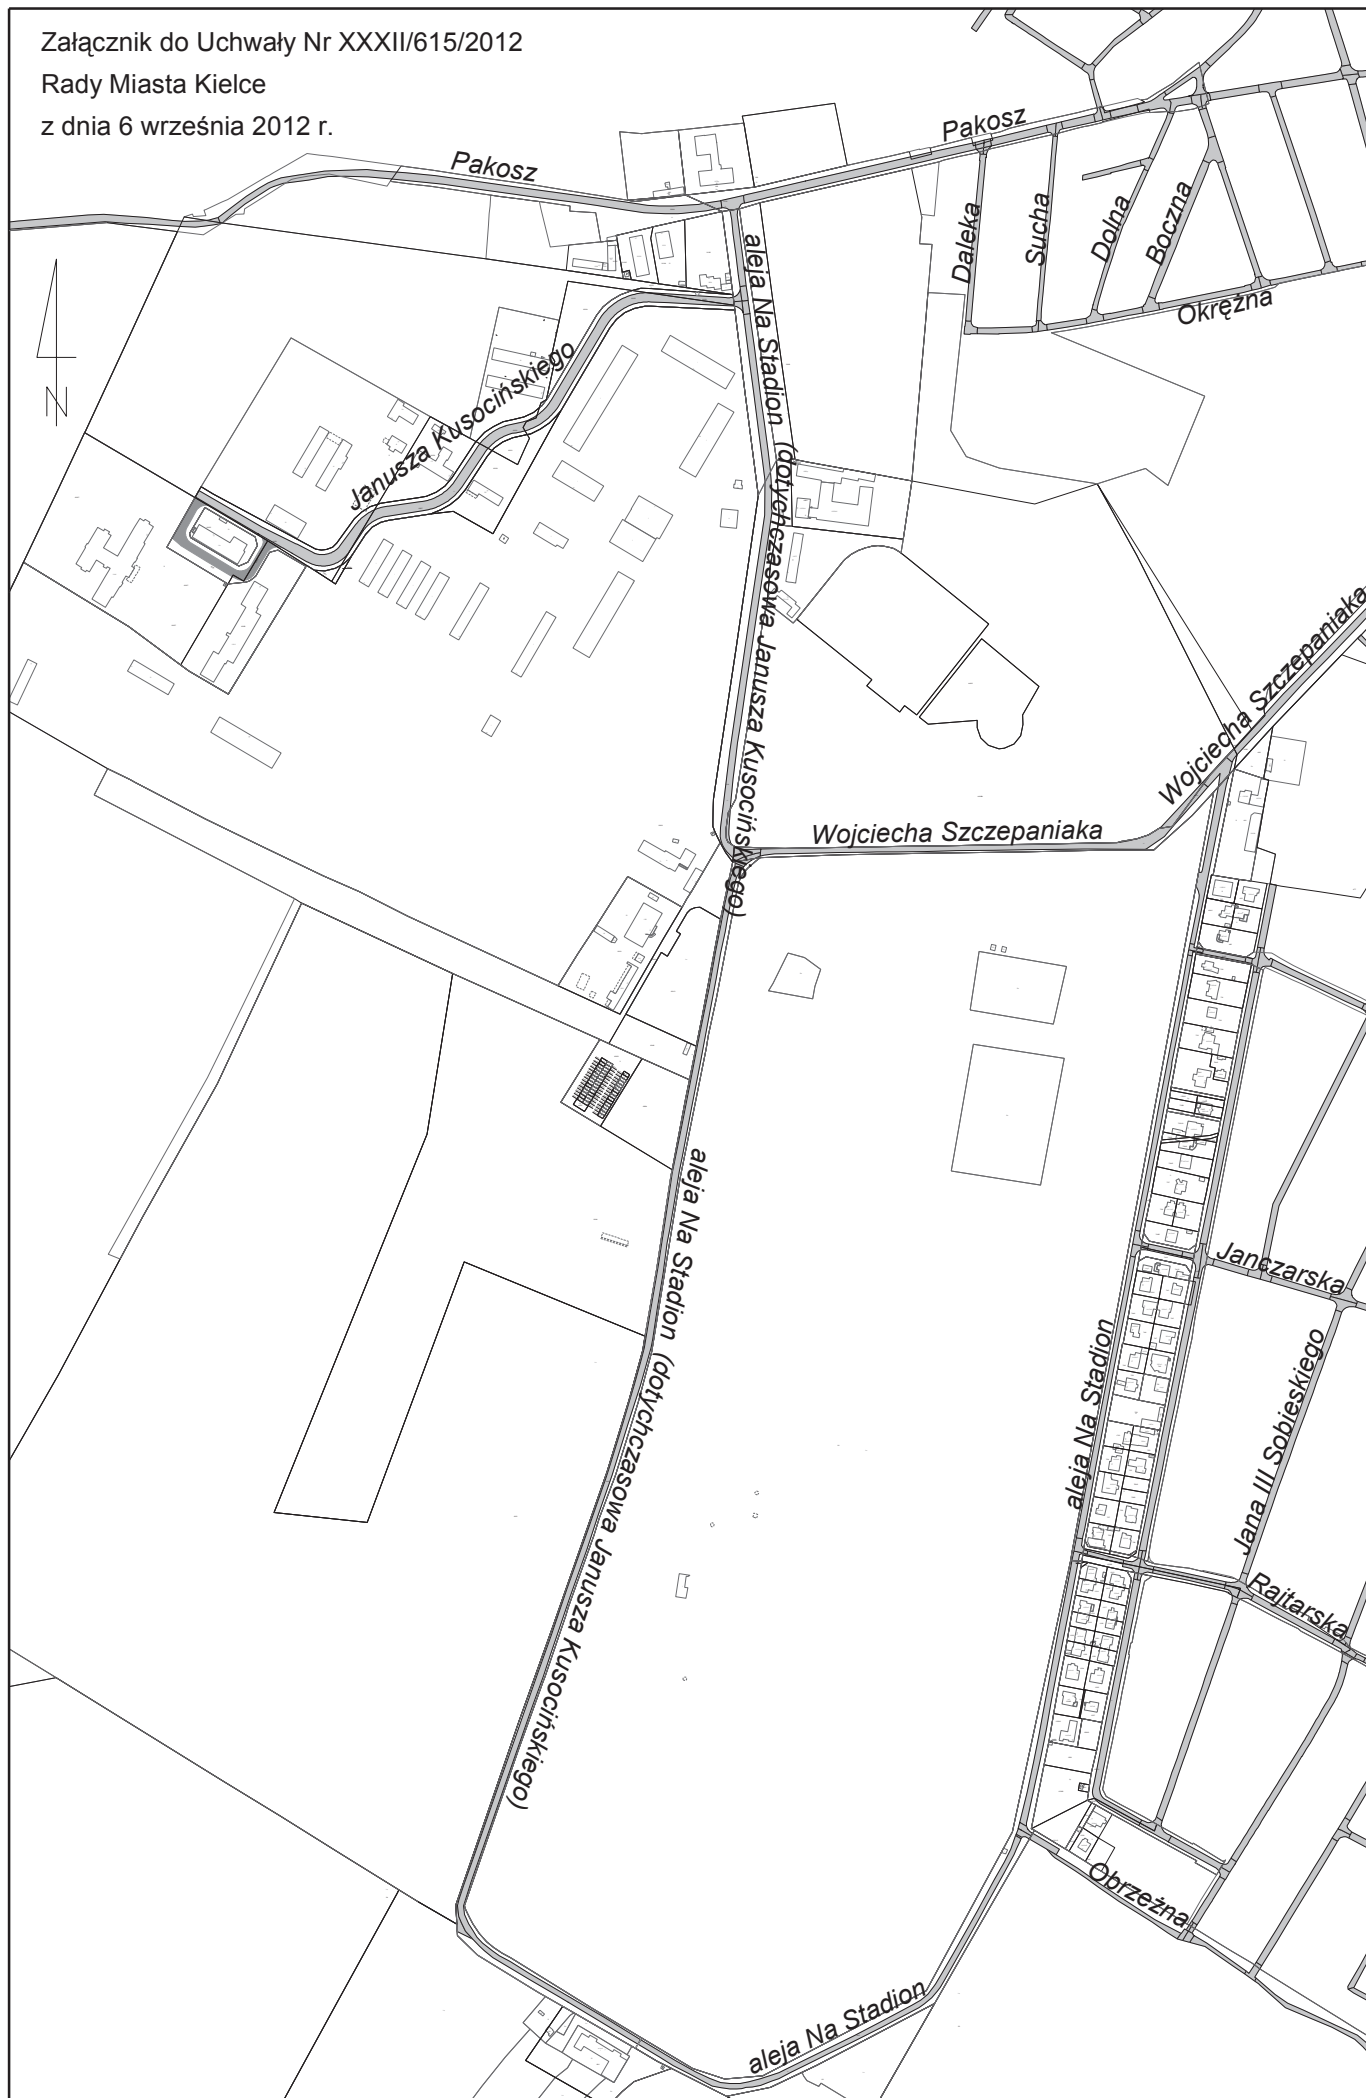 Załącznik do Uchwały Nr XXXII/615/2012
Rady Miasta Kielce
z dnia 6 września 2012 r.
Pakosz
Pakosz
Daleka
Sucha
Dolna
Boczna
Okrężna
aleja Na Stadion (dotychczasowa Janusza Kusocińskiego)
Janusza Kusocińskiego
N
Wojciecha Szczepaniaka
Wojciecha Szczepaniaka
aleja Na Stadion (dotychczasowa Janusza Kusocińskiego)
Janczarska
aleja Na Stadion
Jana III Sobieskiego
Rajtarska
Obrzeżna
aleja Na Stadion